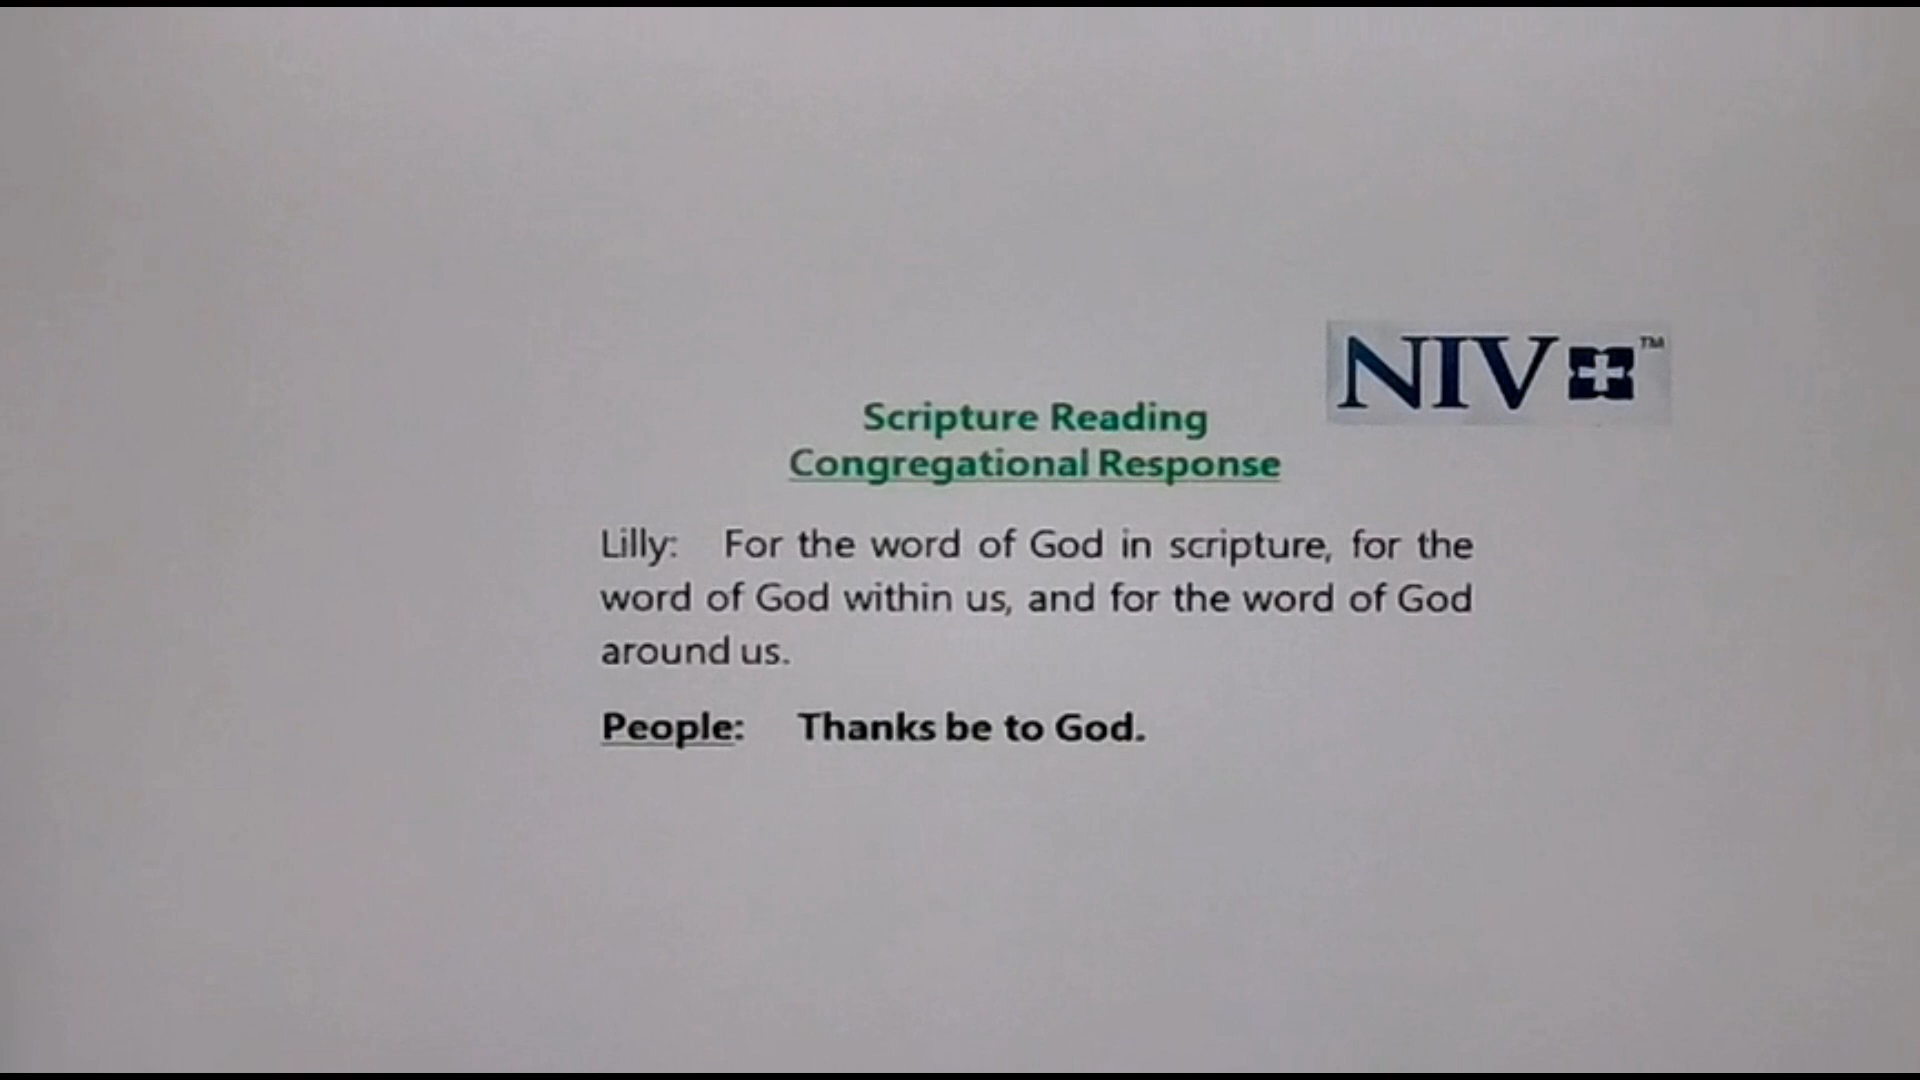 NIV™
Scripture Reading
Congregational Response
Lilly: For the word of God in scripture, for the
word of God within us, and for the word of God
around us.
People: Thanks be to God.